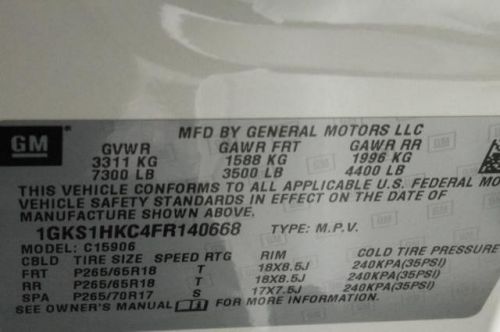 MFD BY GENERAL MOTORS LLC
GM
GVWR GAWR FRT GAWR RR
3311 KG 1588 KG 1996 KG
7300 LB 3500 LB 4400 LB
THIS VEHICLE CONFORMS TO ALL APPLICABLE U.S. FEDERAL MO
VEHICLE SAFETY STANDARDS IN EFFECT ON THE DATE OF
MANUFACTURE SHOWN ABOVE,
1GKS1HKC4FR140668 TYPE: M.P.V.
MODEL: C15906
CBLD TIRE SIZE SPEED RTG RIM COLD TIRE PRESSURE
FRT P265/65R18 T 18X8.5J 240KPA(35PSI)
RR P265/65R18 T 18X8.5J 240KPA(35PSI)
SPA P265/70R17 S 17X7.5J 240KPA(35PSI)
SEE OWNER'S MANUAL FOR MORE INFORMATION.